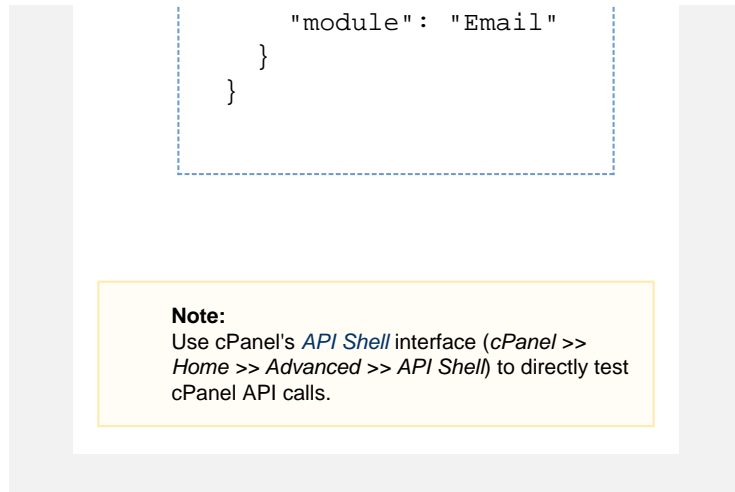 "module": "Email"
}
}
Note:
Use cPanel's API Shell interface (cPanel >>
Home >> Advanced >> API Shell) to directly test
cPanel API calls.